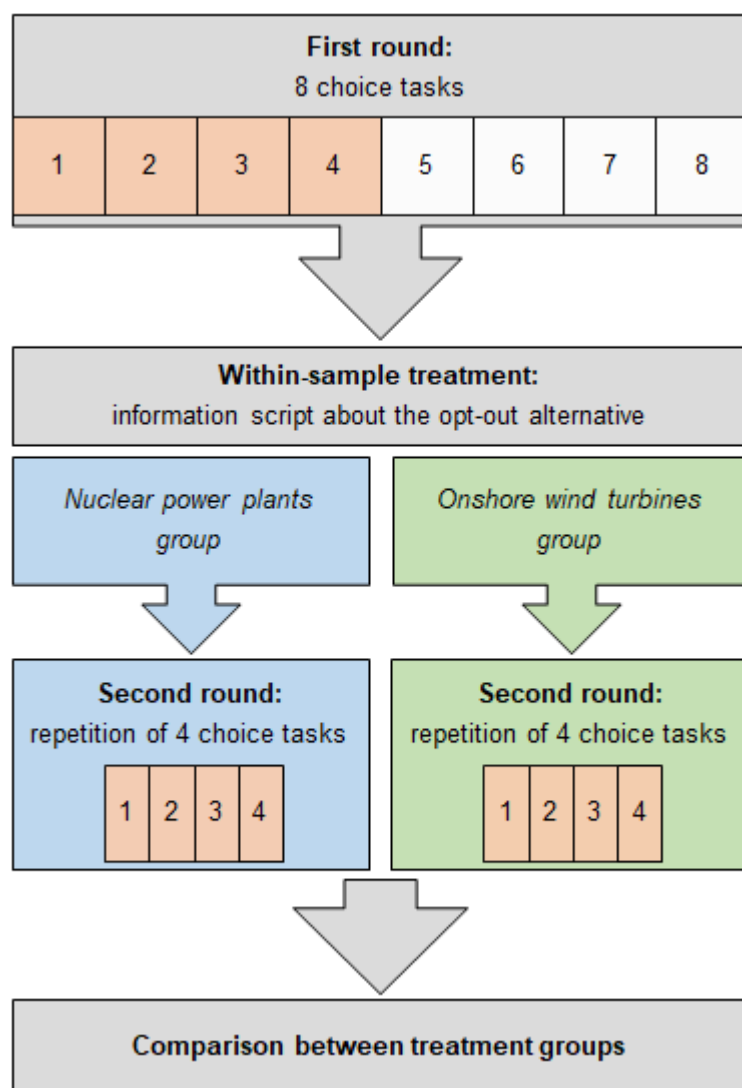 First round:
8 choice tasks
1 2 3 4 5 6 7 8
Within-sample treatment:
information script about the opt-out alternative
Nuclear power plants
group
Onshore wind turbines
group
Second round:
repetition of 4 choice tasks
1 2 3 4
Second round:
repetition of 4 choice tasks
1 2 3 4
Comparison between treatment groups